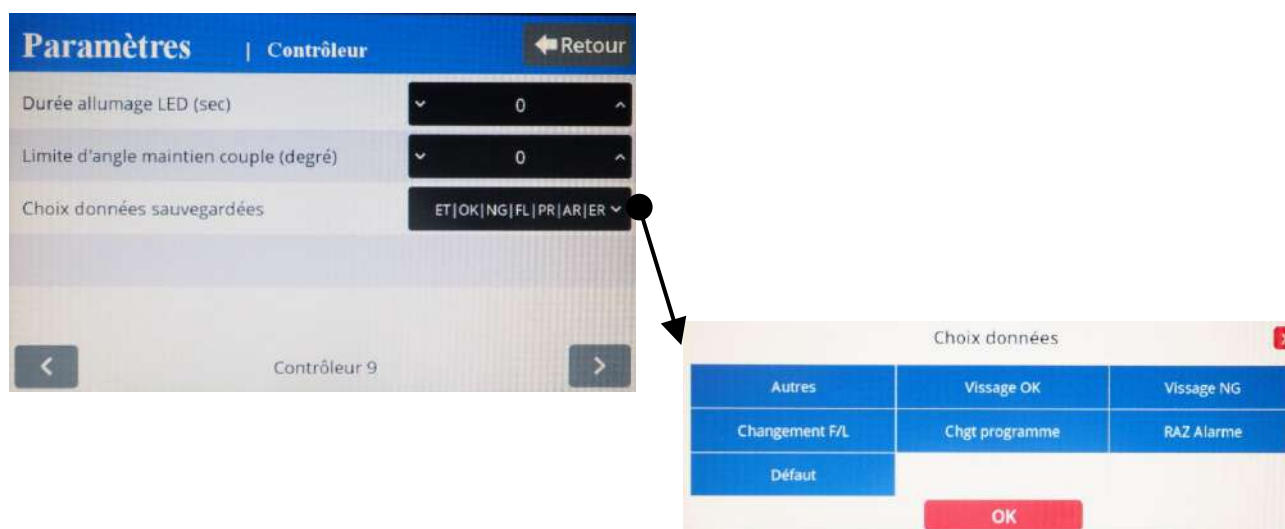 Paramètres | Contrôleur Retour
Durée allumage LED (sec) 0
Limite d'angle maintien couple (degré) 0
Choix données sauvegardées ET|OK|NG|FL|PR|AR|ER
Contrôleur 9
Choix données
Autres Vissage OK Vissage NG
Changement F/L Chgt programme RAZ Alarme
Défaut
OK